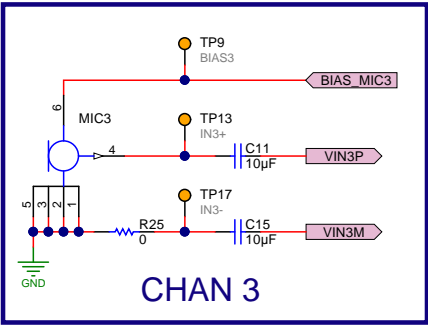 TP9
BIAS3
BIAS_MIC3
6
MIC3
TP13
IN3+
4
C11
10µF
VIN3P
TP17
IN3-
5
3
2
1
R25
0
C15
10µF
VIN3M
GND
CHAN 3